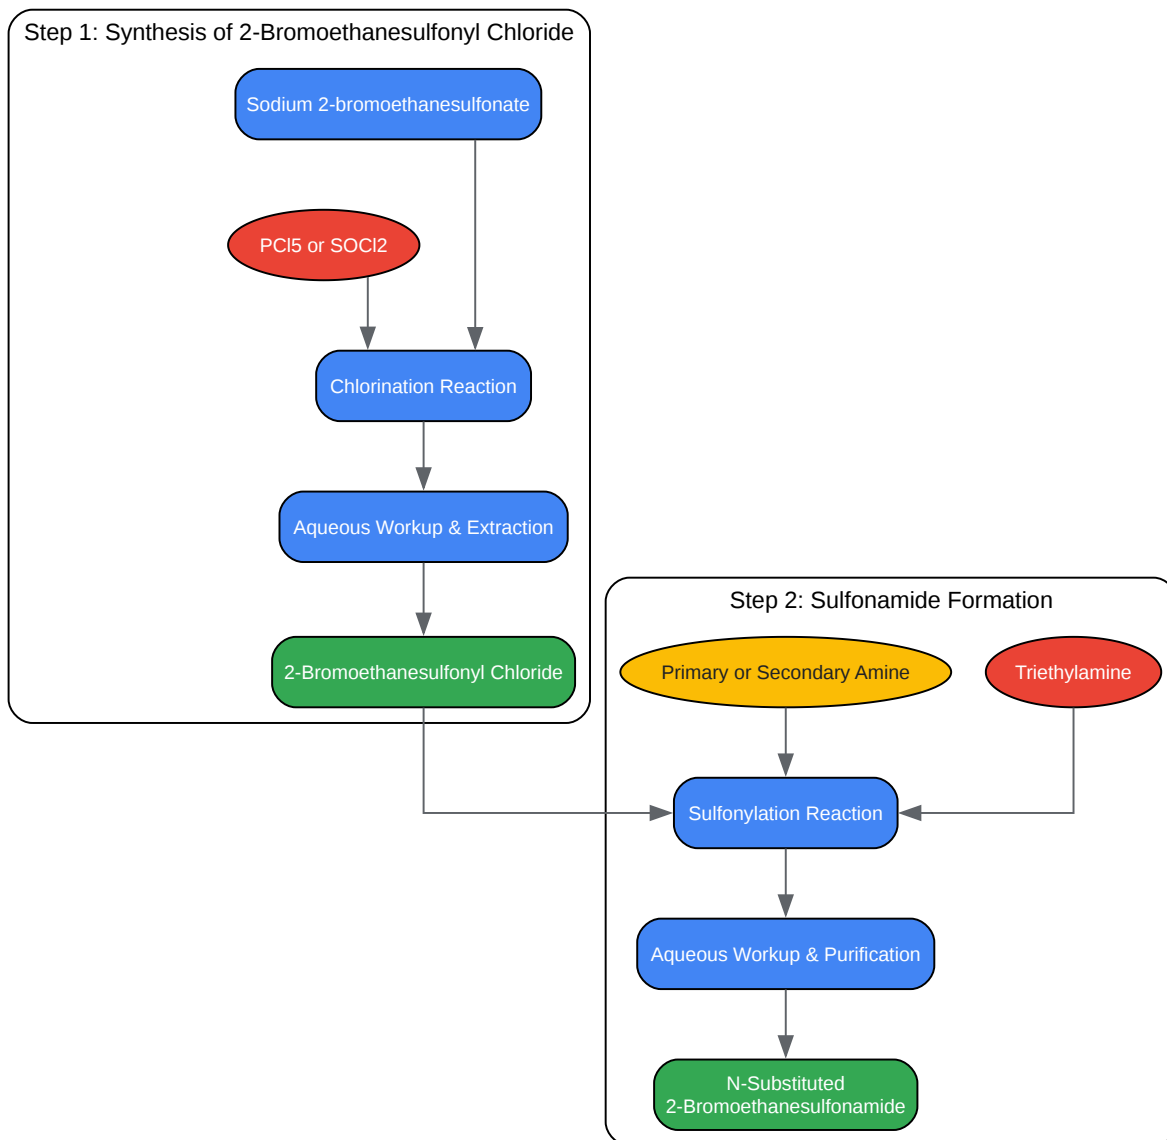 Step 1: Synthesis of 2-Bromoethanesulfonyl Chloride
Sodium 2-bromoethanesulfonate
PCl5 or SOCl2
Chlorination Reaction
Aqueous Workup & Extraction
2-Bromoethanesulfonyl Chloride
Step 2: Sulfonamide Formation
Primary or Secondary Amine
Triethylamine
Sulfonylation Reaction
Aqueous Workup & Purification
N-Substituted
2-Bromoethanesulfonamide